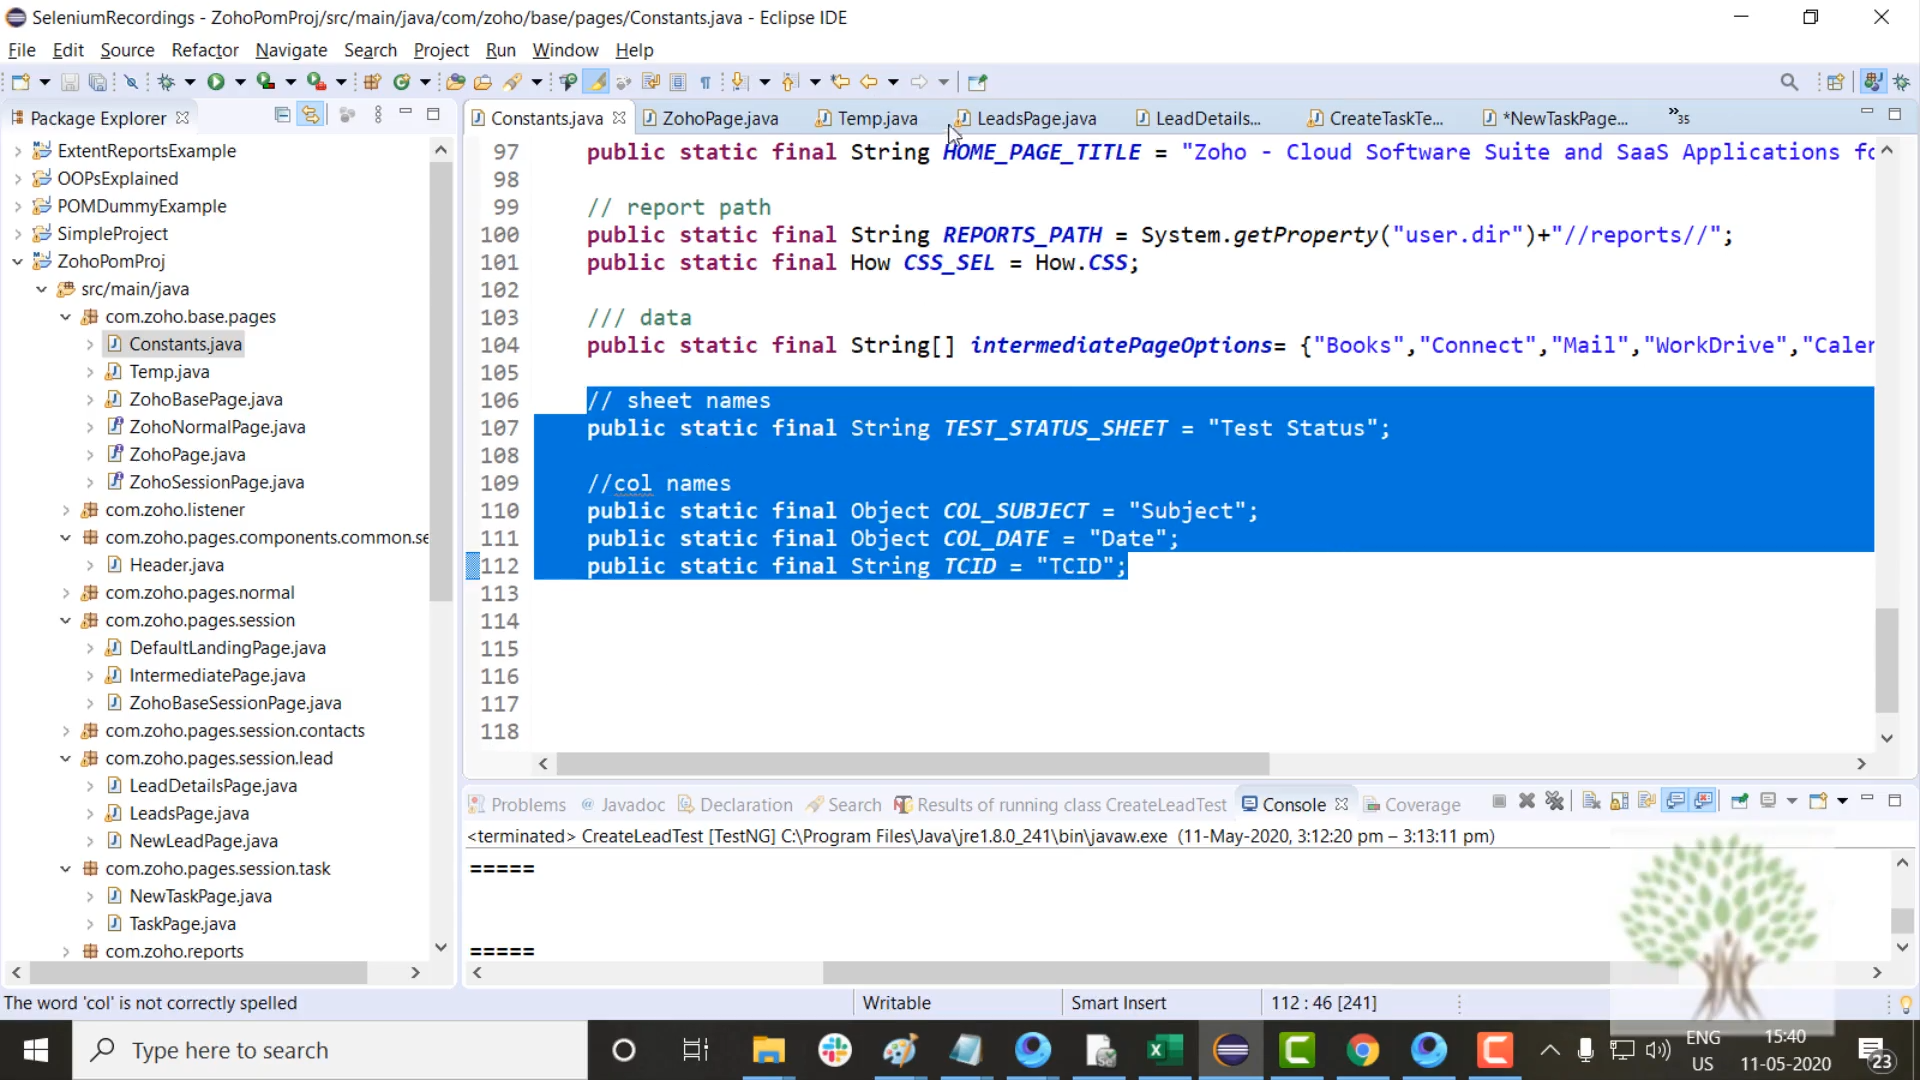 SeleniumRecordings - ZohoPomProj/src/main/java/com/zoho/base/pages/Constants.java - Eclipse IDE
File Edit Source Refactor Navigate Search Project Run Window Help
Package Explorer
ExtentReportsExample
OOPsExplained
POMDummyExample
SimpleProject
ZohoPomProj
src/main/java
com.zoho.base.pages
Constants.java
Temp.java
ZohoBasePage.java
ZohoNormalPage.java
ZohoPage.java
ZohoSessionPage.java
com.zoho.listener
com.zoho.pages.components.common.se
Header.java
com.zoho.pages.normal
com.zoho.pages.session
DefaultLandingPage.java
IntermediatePage.java
ZohoBaseSessionPage.java
com.zoho.pages.session.contacts
com.zoho.pages.session.lead
LeadDetailsPage.java
LeadsPage.java
NewLeadPage.java
com.zoho.pages.session.task
NewTaskPage.java
TaskPage.java
com.zoho.reports
Constants.java ZohoPage.java Temp.java LeadsPage.java LeadDetails... CreateTaskTe... *NewTaskPage... »35
97 public static final String HOME_PAGE_TITLE = "Zoho - Cloud Software Suite and SaaS Applications fo
98
99 // report path
100 public static final String REPORTS_PATH = System.getProperty("user.dir")+"//reports//";
101 public static final How CSS_SEL = How.CSS;
102
103 /// data
104 public static final String[] intermediatePageOptions= {"Books","Connect","Mail","WorkDrive","Caler
105
106 // sheet names
107 public static final String TEST_STATUS_SHEET = "Test Status";
108
109 //col names
110 public static final Object COL_SUBJECT = "Subject";
111 public static final Object COL_DATE = "Date";
112 public static final String TCID = "TCID";
113
114
115
116
117
118
Problems @ Javadoc Declaration Search Results of running class CreateLeadTest Console Coverage
<terminated> CreateLeadTest [TestNG] C:\Program Files\Java\jre1.8.0_241\bin\javaw.exe (11-May-2020, 3:12:20 pm – 3:13:11 pm)
=====
=====
The word 'col' is not correctly spelled Writable Smart Insert 112 : 46 [241]
Type here to search
ENG
US
15:40
11-05-2020
23